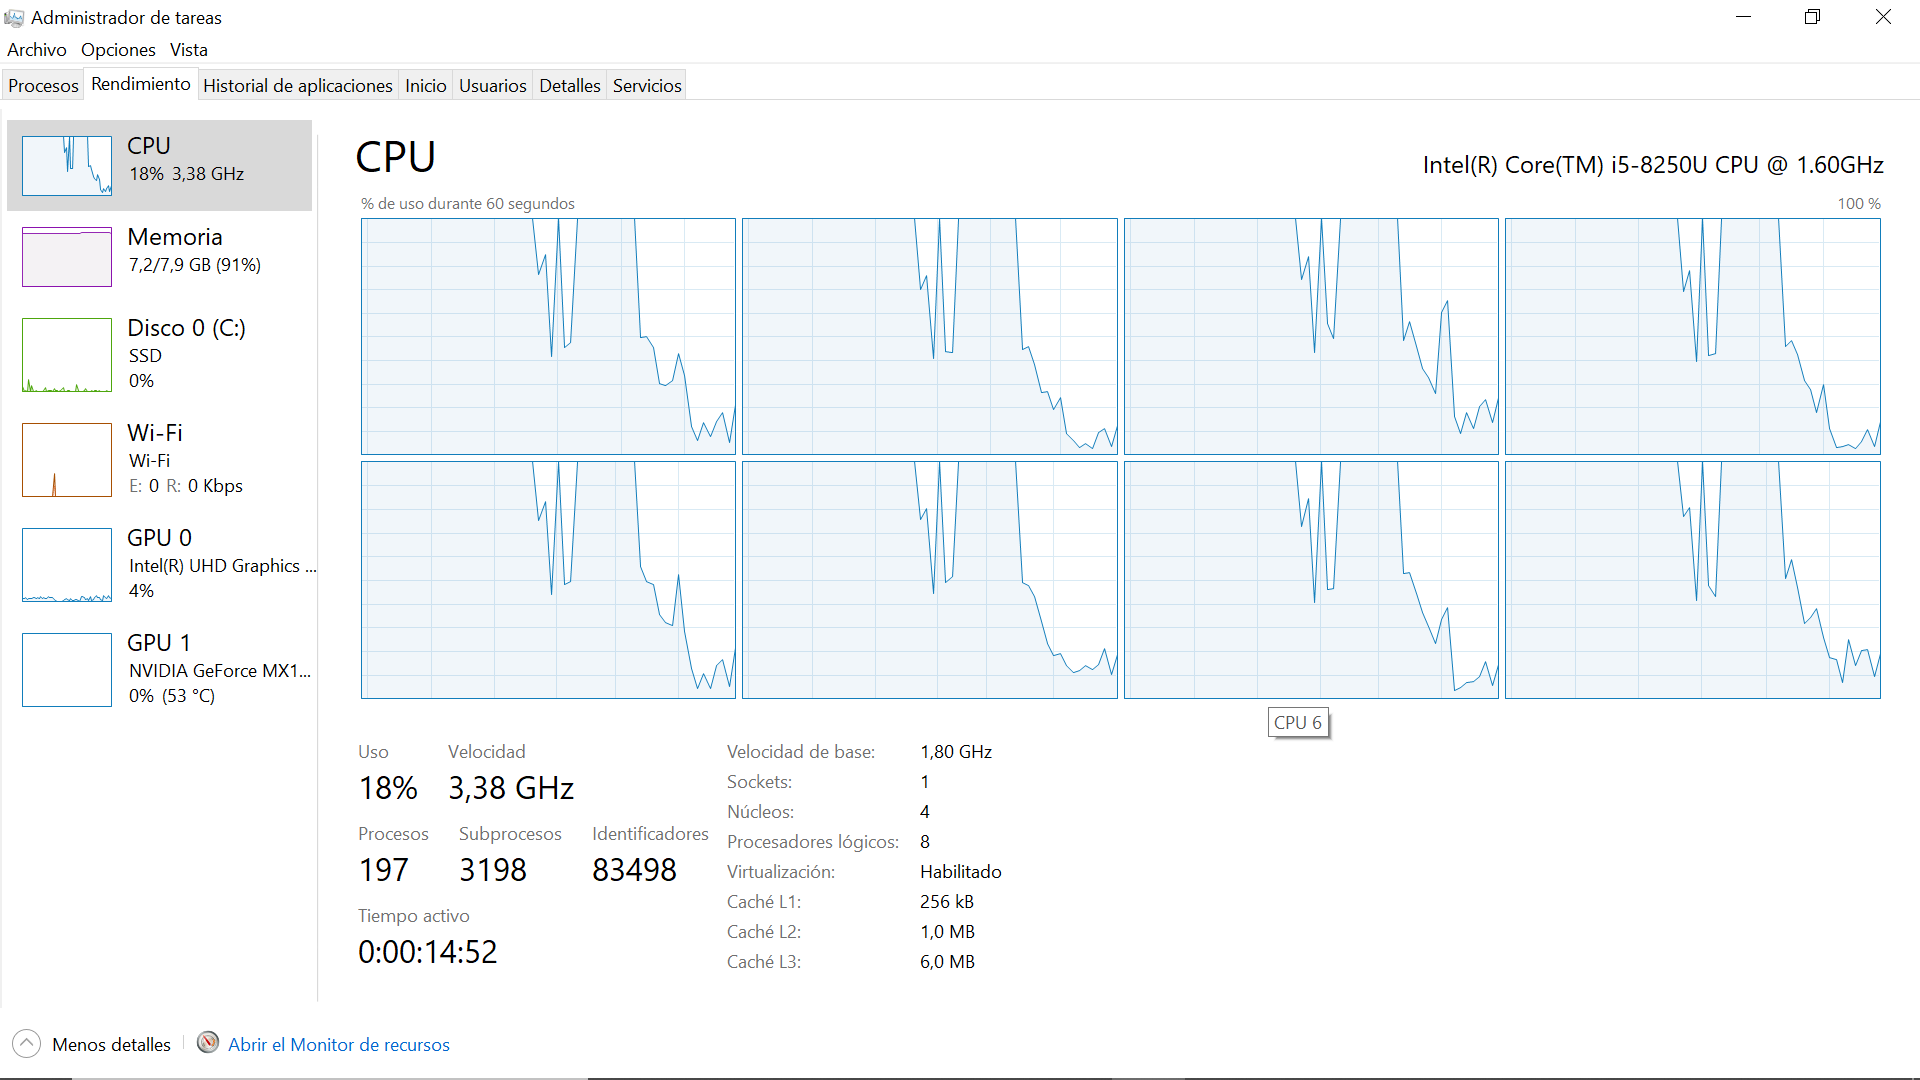 Administrador de tareas
Archivo Opciones Vista
Procesos Rendimiento Historial de aplicaciones Inicio Usuarios Detalles Servicios
CPU
18% 3,38 GHz
Memoria
7,2/7,9 GB (91%)
Disco 0 (C:)
SSD
0%
Wi-Fi
Wi-Fi
E: 0 R: 0 Kbps
GPU 0
Intel(R) UHD Graphics ...
4%
GPU 1
NVIDIA GeForce MX1...
0% (53 °C)
CPU
Intel(R) Core(TM) i5-8250U CPU @ 1.60GHz
% de uso durante 60 segundos
100 %
CPU 6
Uso Velocidad
18% 3,38 GHz
Procesos Subprocesos Identificadores
197 3198 83498
Tiempo activo
0:00:14:52
Velocidad de base: 1,80 GHz
Sockets: 1
Núcleos: 4
Procesadores lógicos: 8
Virtualización: Habilitado
Caché L1: 256 kB
Caché L2: 1,0 MB
Caché L3: 6,0 MB
Menos detalles
Abrir el Monitor de recursos